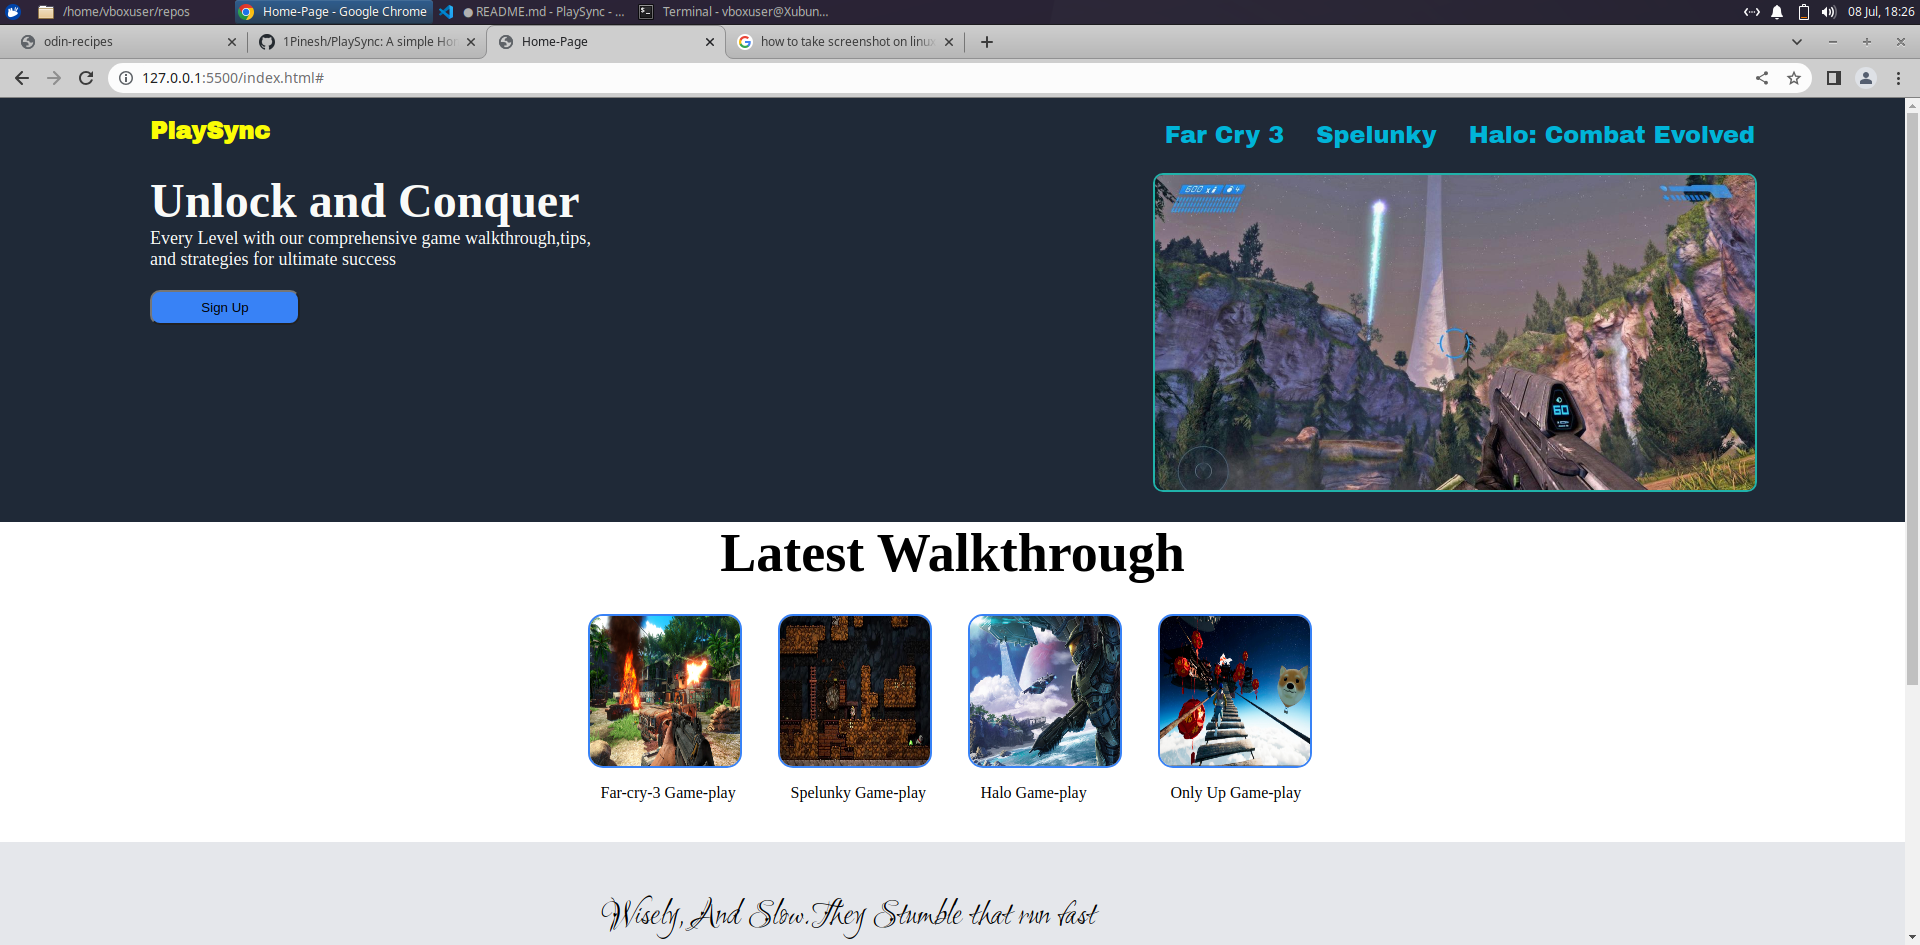 /home/vboxuser/repos
Home-Page - Google Chrome
README.md - PlaySync - ...
Terminal - vboxuser@Xubun...
08 Jul, 18:26
odin-recipes
1Pinesh/PlaySync: A simple Hor
Home-Page
how to take screenshot on linux
127.0.0.1:5500/index.html#
PlaySync
Far Cry 3
Spelunky
Halo: Combat Evolved
Unlock and Conquer
Every Level with our comprehensive game walkthrough,tips,
and strategies for ultimate success
Sign Up
600 x
4
60
Latest Walkthrough
Far-cry-3 Game-play
Spelunky Game-play
Halo Game-play
Only Up Game-play
Wisely, And Slow.They Stumble that run fast